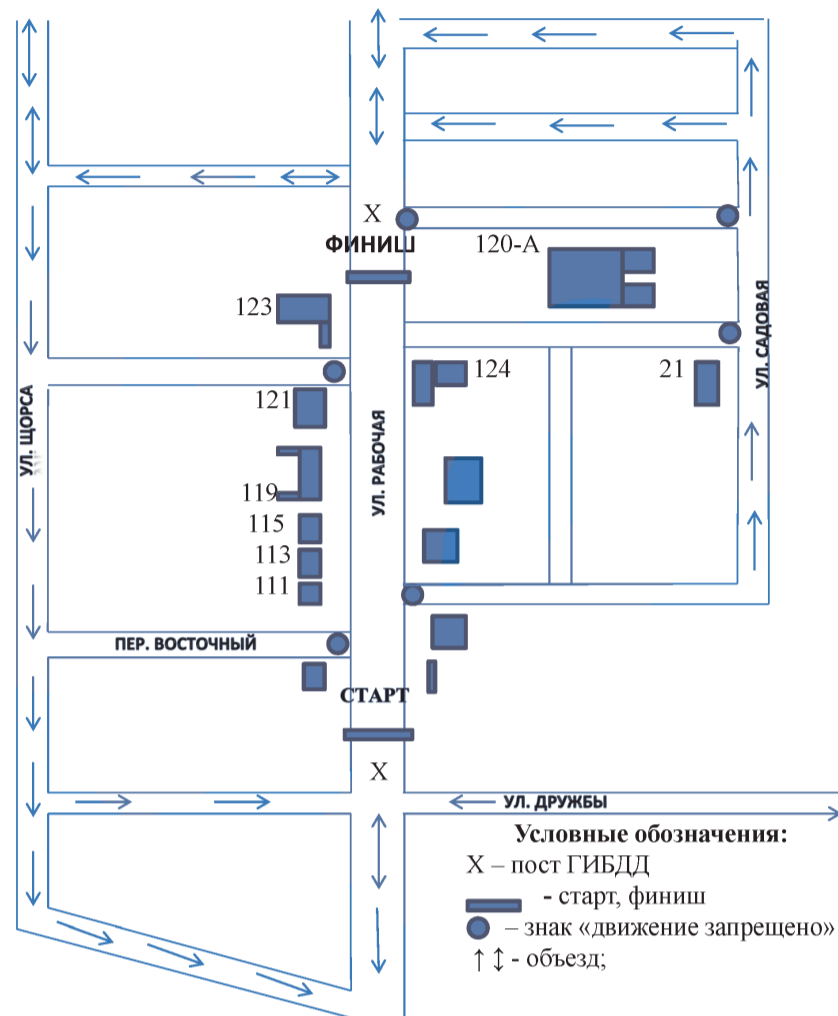 X
ФИНИШ
120-А
123
124
21
121
УЛ. САДОВАЯ
УЛ. ЩОРСА
УЛ. РАБОЧАЯ
119
115
113
111
ПЕР. ВОСТОЧНЫЙ
СТАРТ
X
УЛ. ДРУЖБЫ
Условные обозначения:
X – пост ГИБДД
- старт, финиш
– знак «движение запрещено»
↑ ↕ - объезд;